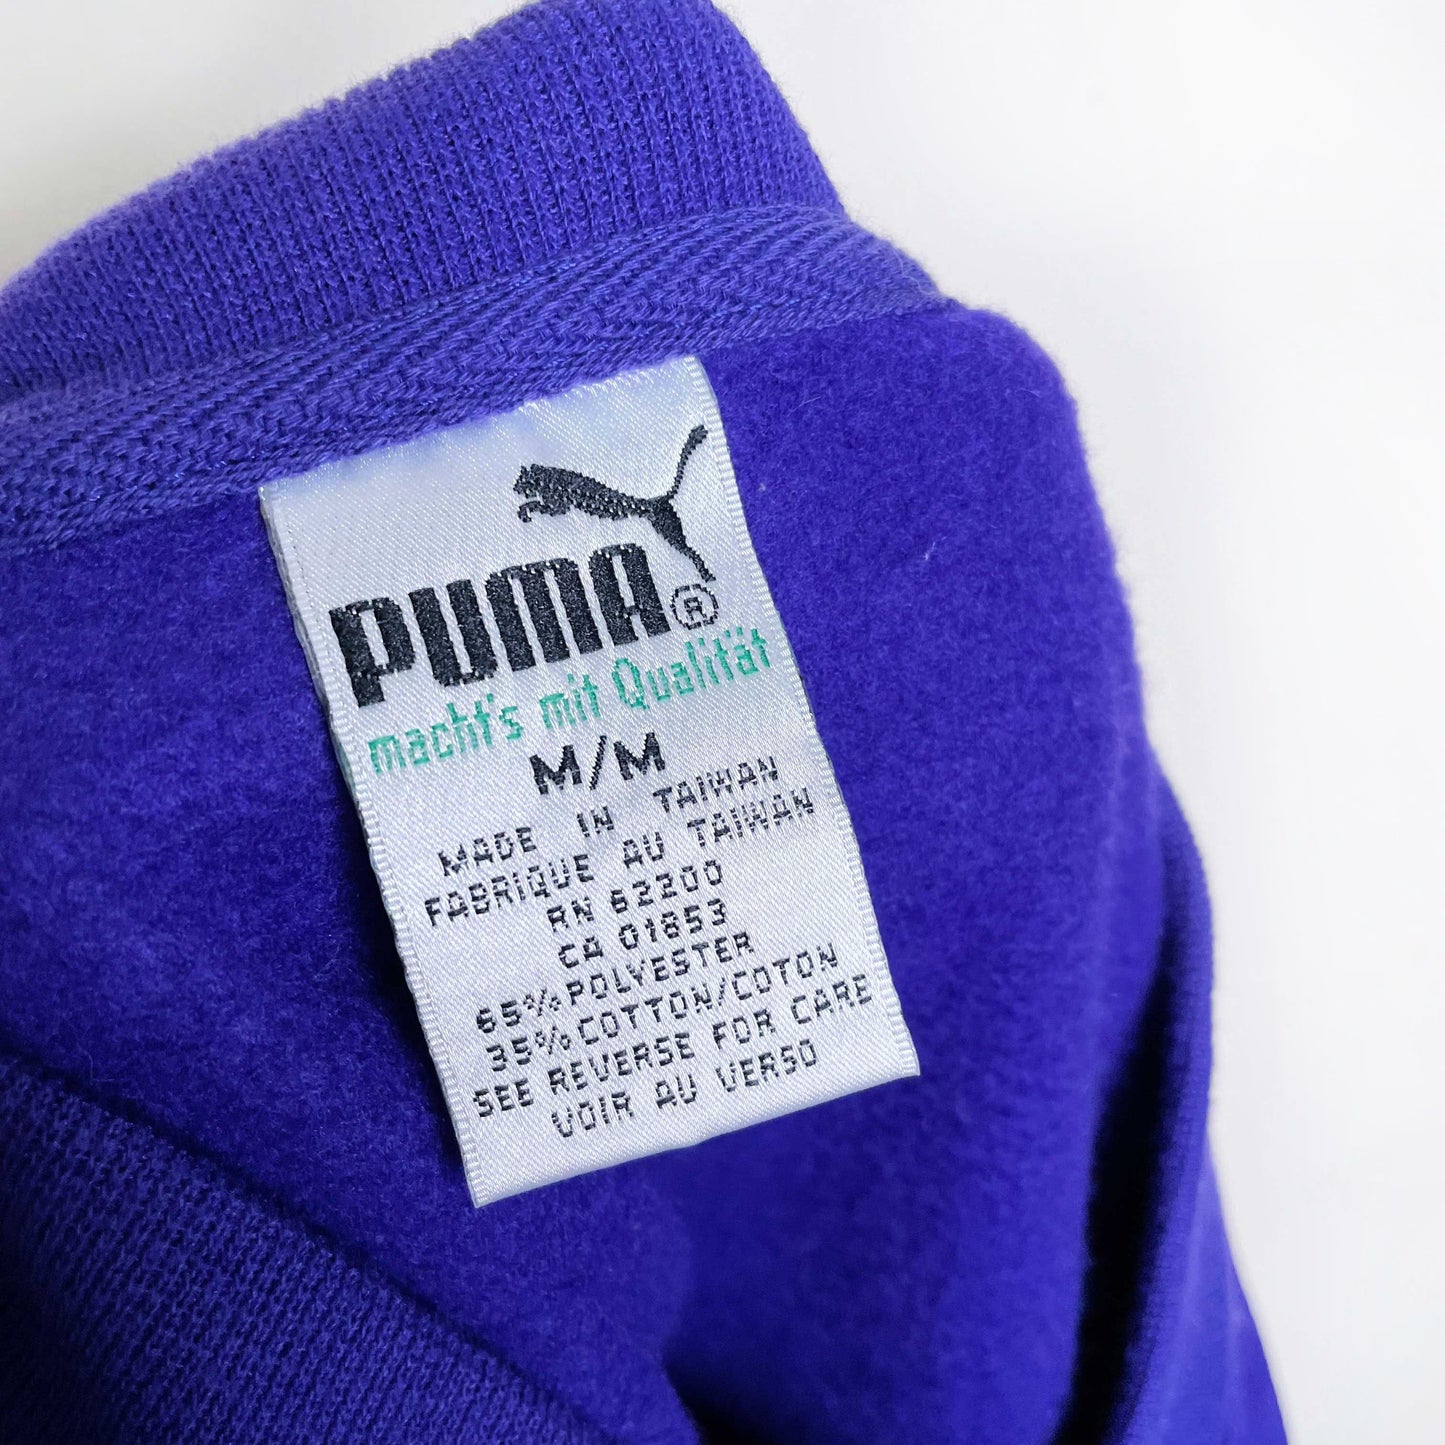 PUMA®
macht's mit Qualität
M/M
MADE IN TAIWAN
FABRIQUE AU TAIWAN
RN 62200
CA 01853
65% POLYESTER
35% COTTON/COTON
SEE REVERSE FOR CARE
VOIR AU VERSO